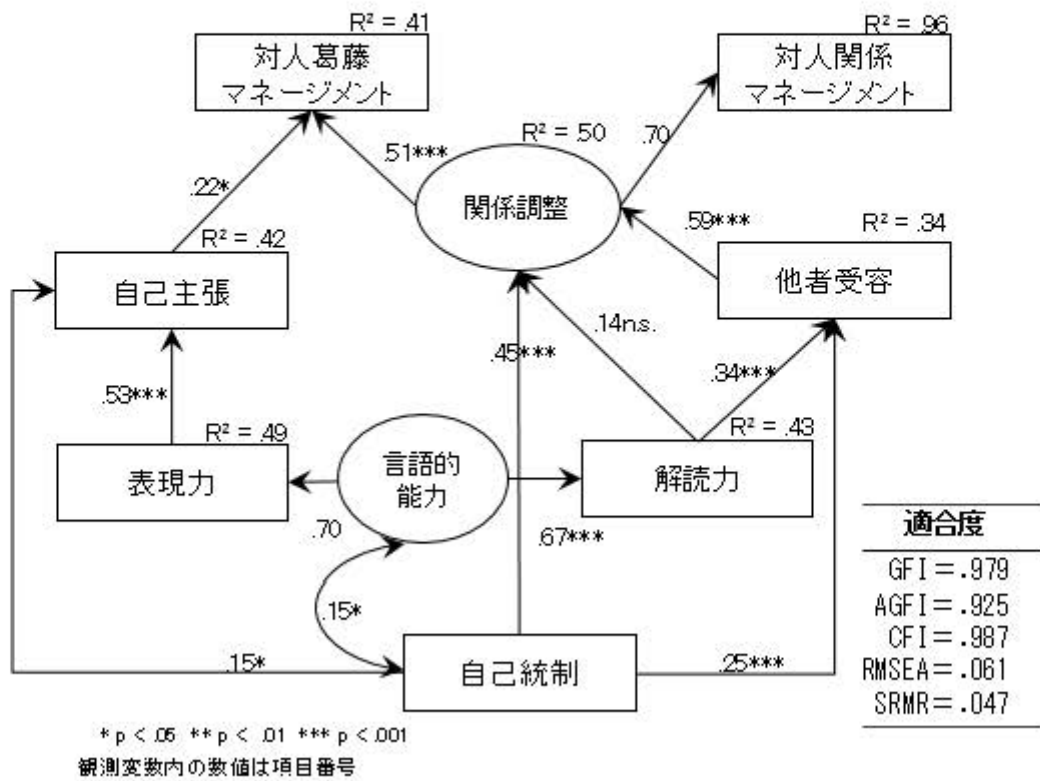 R² = .41
R² = .96
対人葛藤
マネージメント
対人関係
マネージメント
R² = .50
.51***
.70
関係調整
.22*
.59***
R² = .42
R² = .34
自己主張
他者受容
.14n.s.
.45***
.34***
.53***
R² = .49
R² = .43
表現力
言語的
能力
解読力
.70
.67***
適合度
GFI＝.979
AGFI＝.925
CFI＝.987
RMSEA＝.061
SRMR＝.047
.15*
.15*
自己統制
.25***
* p < .05 ** p < .01 *** p < .001
観測変数内の数値は項目番号